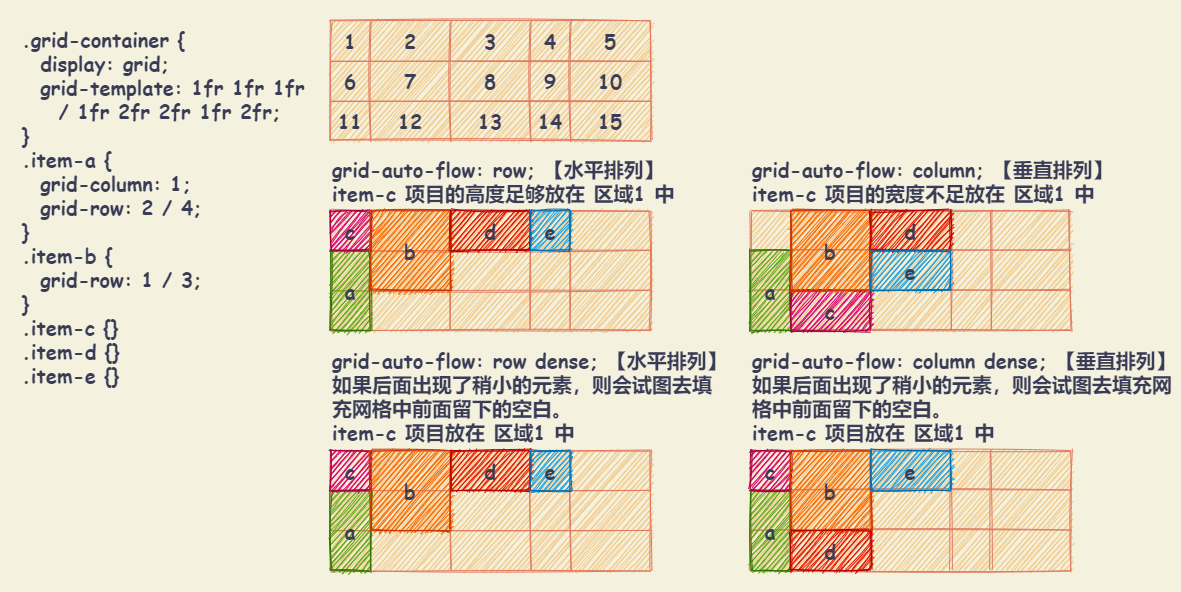 .grid-container {
display: grid;
grid-template: 1fr 1fr 1fr
/ 1fr 2fr 2fr 1fr 2fr;
}
.item-a {
grid-column: 1;
grid-row: 2 / 4;
}
.item-b {
grid-row: 1 / 3;
}
.item-c {}
.item-d {}
.item-e {}
1 2 3 4 5
6 7 8 9 10
11 12 13 14 15
grid-auto-flow: row; 【水平排列】
item-c 项目的高度足够放在 区域1 中
c d e
b
a
grid-auto-flow: column; 【垂直排列】
item-c 项目的宽度不足放在 区域1 中
d
b
e
a
c
grid-auto-flow: row dense; 【水平排列】
如果后面出现了稍小的元素，则会试图去填
充网格中前面留下的空白。
item-c 项目放在 区域1 中
c d e
b
a
grid-auto-flow: column dense; 【垂直排列】
如果后面出现了稍小的元素，则会试图去填充网
格中前面留下的空白。
item-c 项目放在 区域1 中
c e
b
a
d